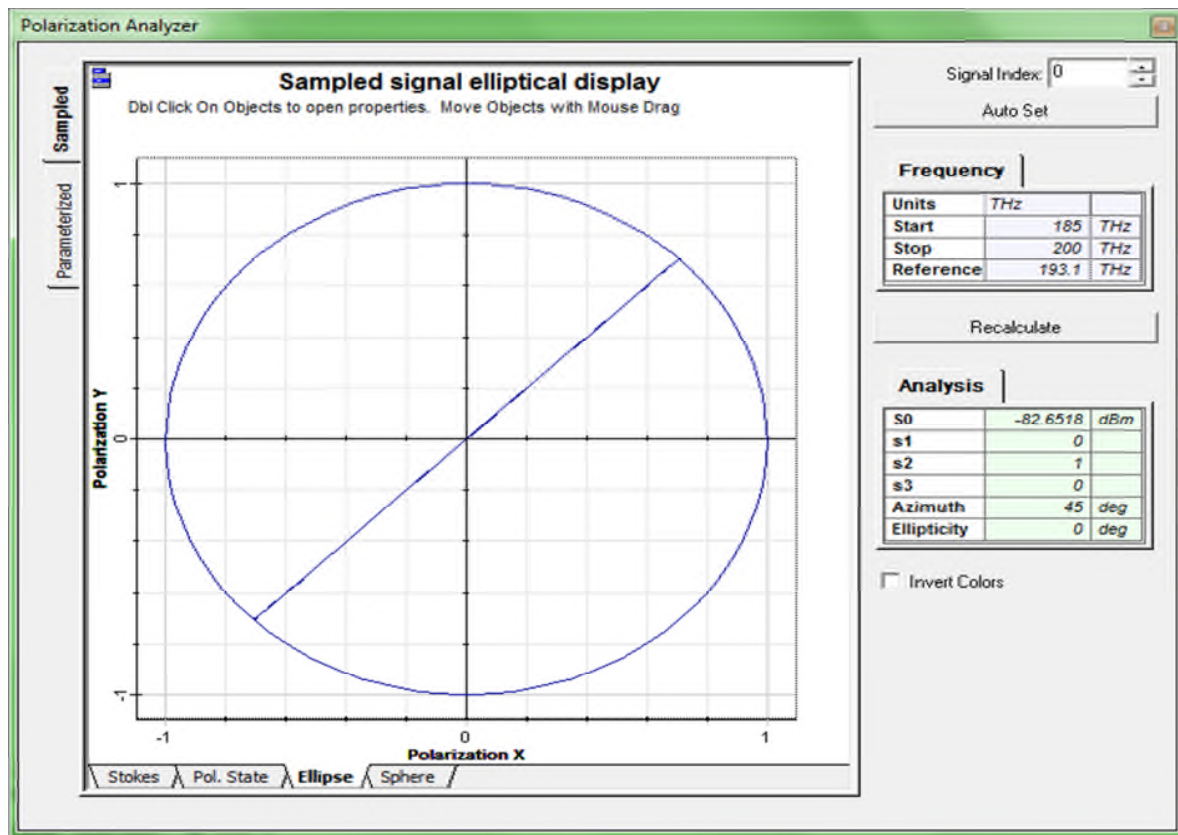 Polarization Analyzer
Sampled
Parameterized
Sampled signal elliptical display
Dbl Click On Objects to open properties. Move Objects with Mouse Drag
Polarization Y
1
0
-1
-1 0 1
Polarization X
Stokes Pol. State Ellipse Sphere
Signal Index: 0
Auto Set
Frequency
Units THz
Start 185 THz
Stop 200 THz
Reference 193.1 THz
Recalculate
Analysis
S0 -82.6518 dBm
s1 0
s2 1
s3 0
Azimuth 45 deg
Ellipticity 0 deg
Invert Colors